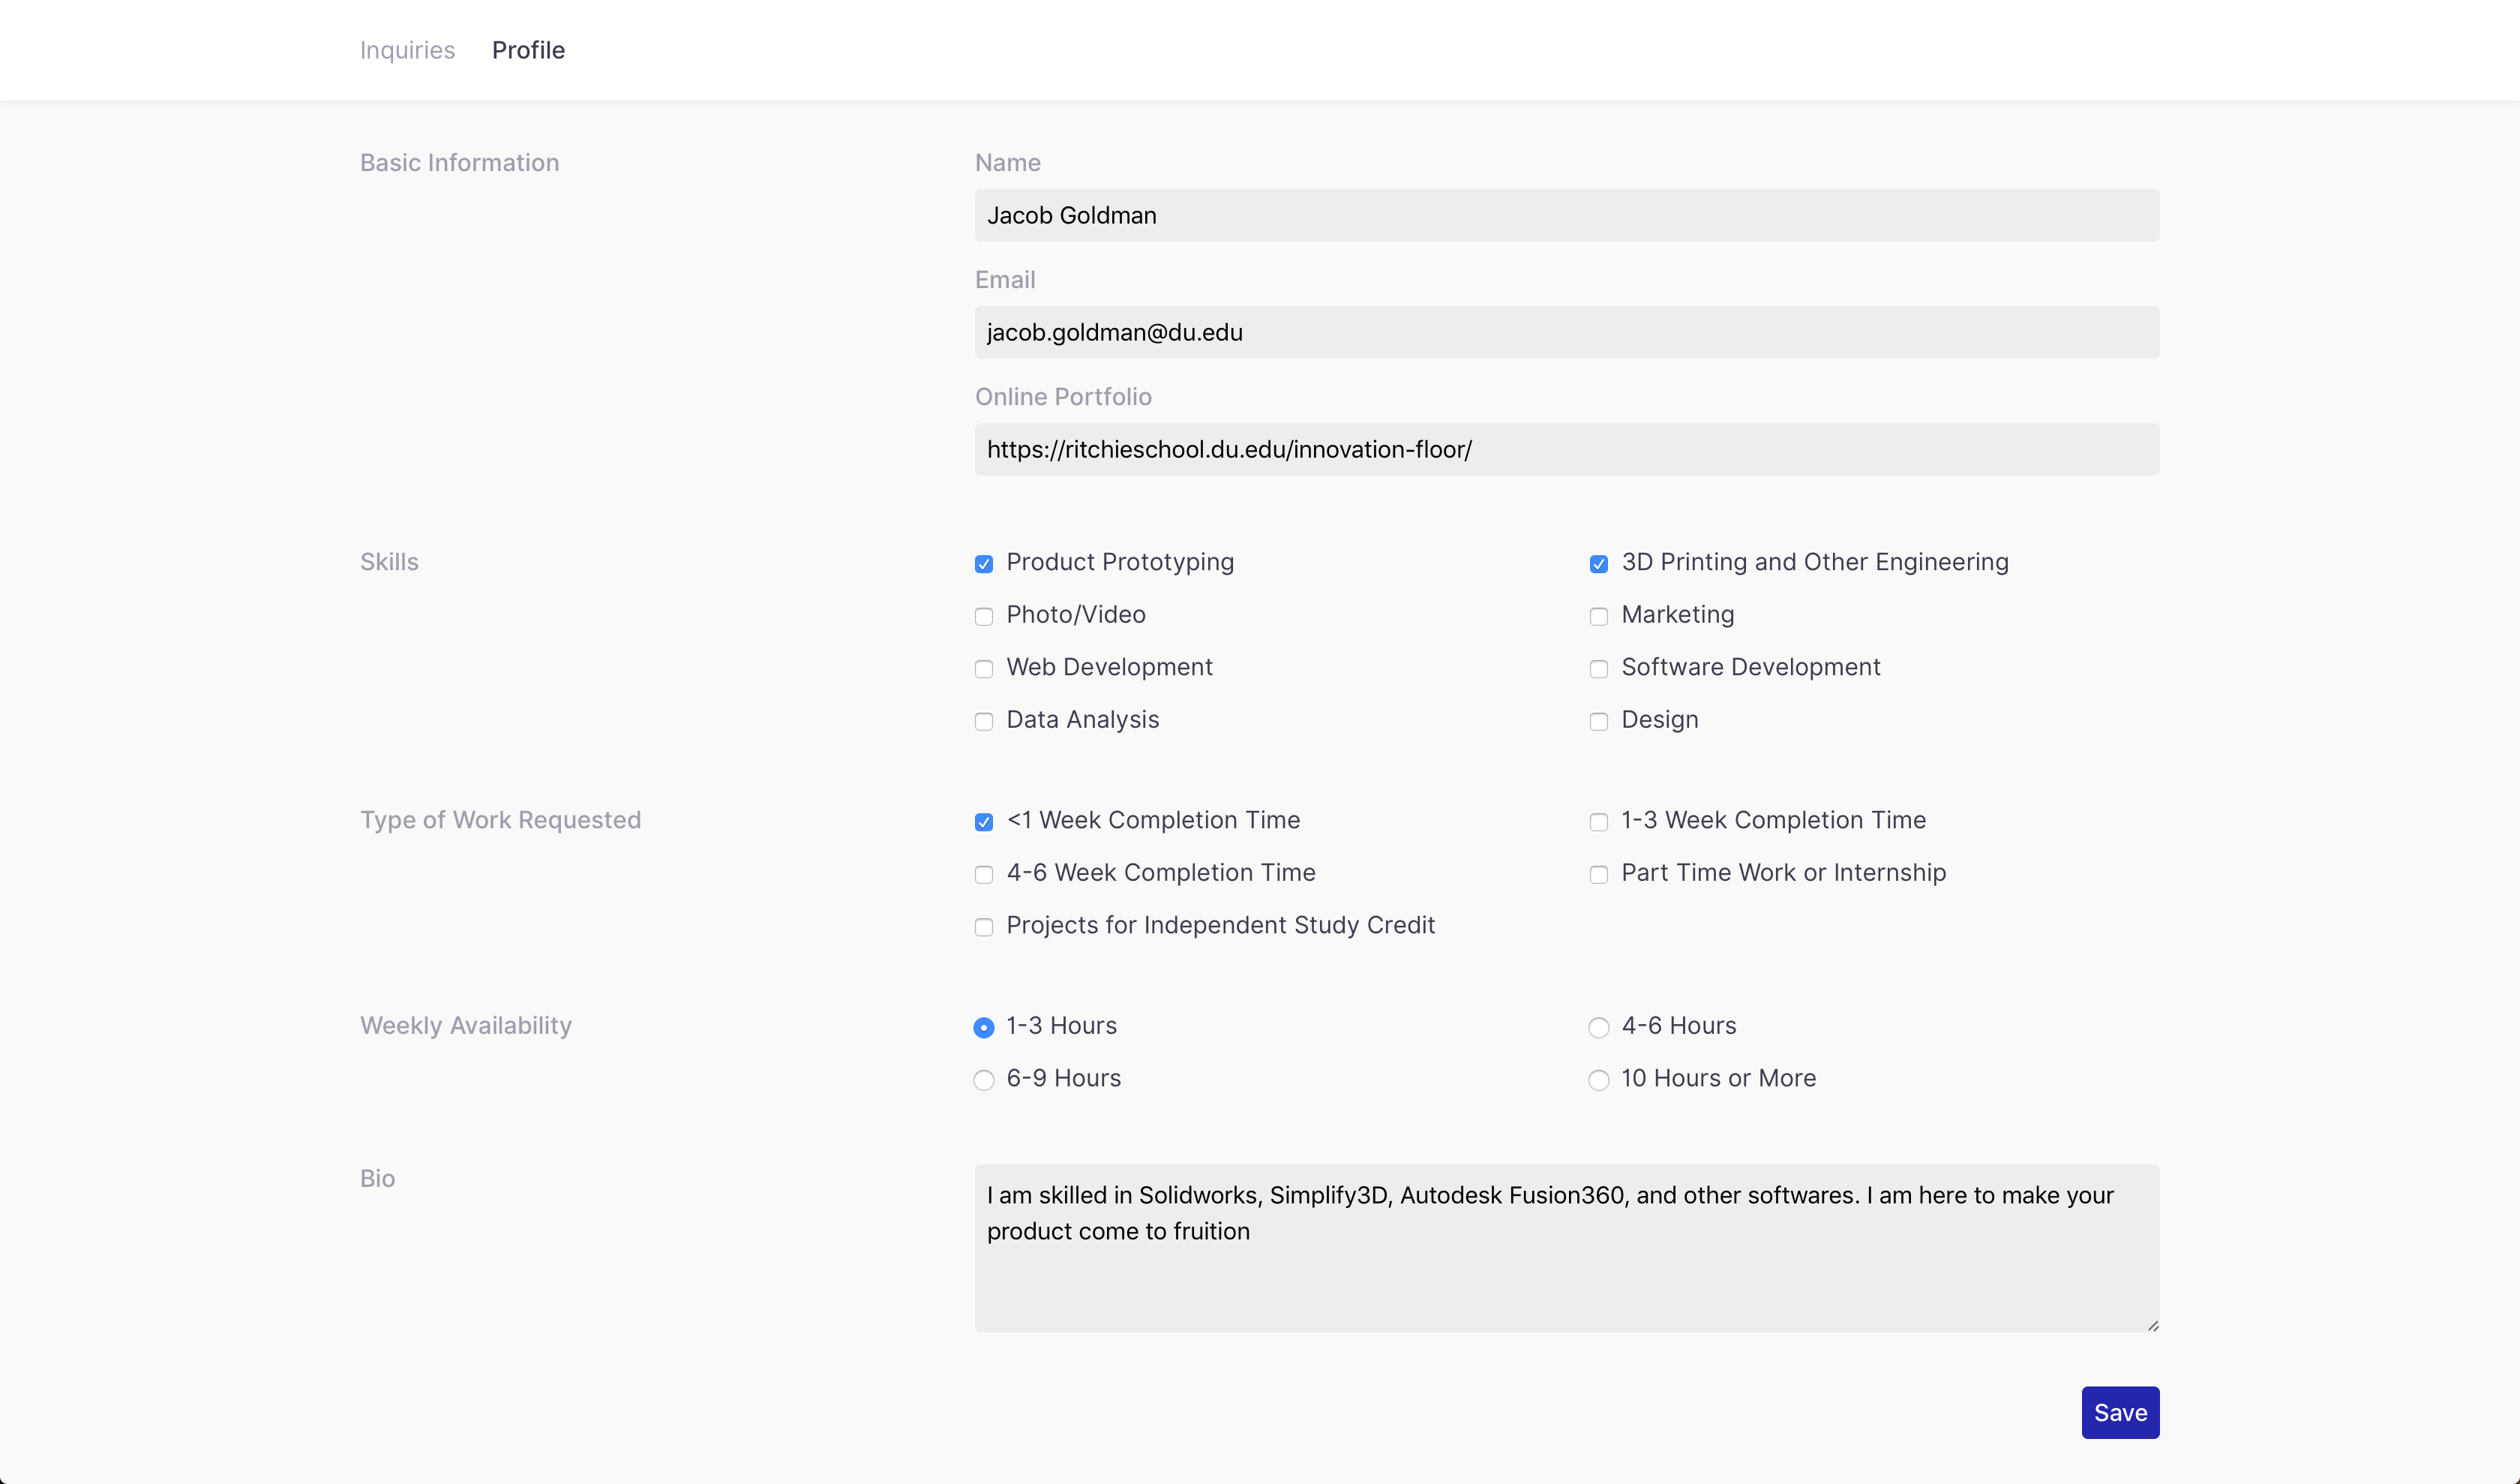 Inquiries Profile
Basic Information
Name
Jacob Goldman
Email
jacob.goldman@du.edu
Online Portfolio
https://ritchieschool.du.edu/innovation-floor/
Skills
Product Prototyping
3D Printing and Other Engineering
Photo/Video
Marketing
Web Development
Software Development
Data Analysis
Design
Type of Work Requested
<1 Week Completion Time
1-3 Week Completion Time
4-6 Week Completion Time
Part Time Work or Internship
Projects for Independent Study Credit
Weekly Availability
1-3 Hours
4-6 Hours
6-9 Hours
10 Hours or More
Bio
I am skilled in Solidworks, Simplify3D, Autodesk Fusion360, and other softwares. I am here to make your
product come to fruition
Save